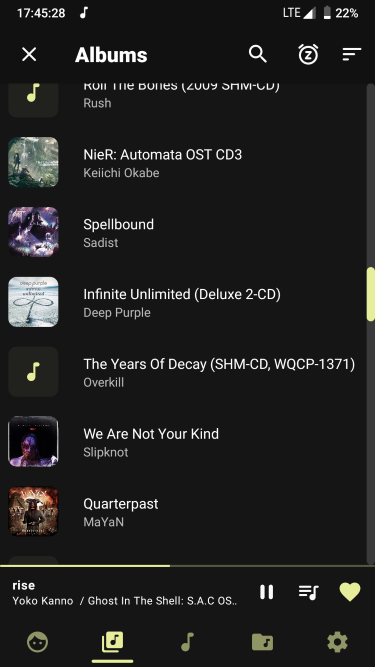 17:45:28
LTE
22%
Albums
Roll The Bones (2009 SHM-CD)
Rush
NieR: Automata OST CD3
Keiichi Okabe
Spellbound
Sadist
Infinite Unlimited (Deluxe 2-CD)
Deep Purple
The Years Of Decay (SHM-CD, WQCP-1371)
Overkill
We Are Not Your Kind
Slipknot
Quarterpast
MaYaN
rise
Yoko Kanno / Ghost In The Shell: S.A.C OS..